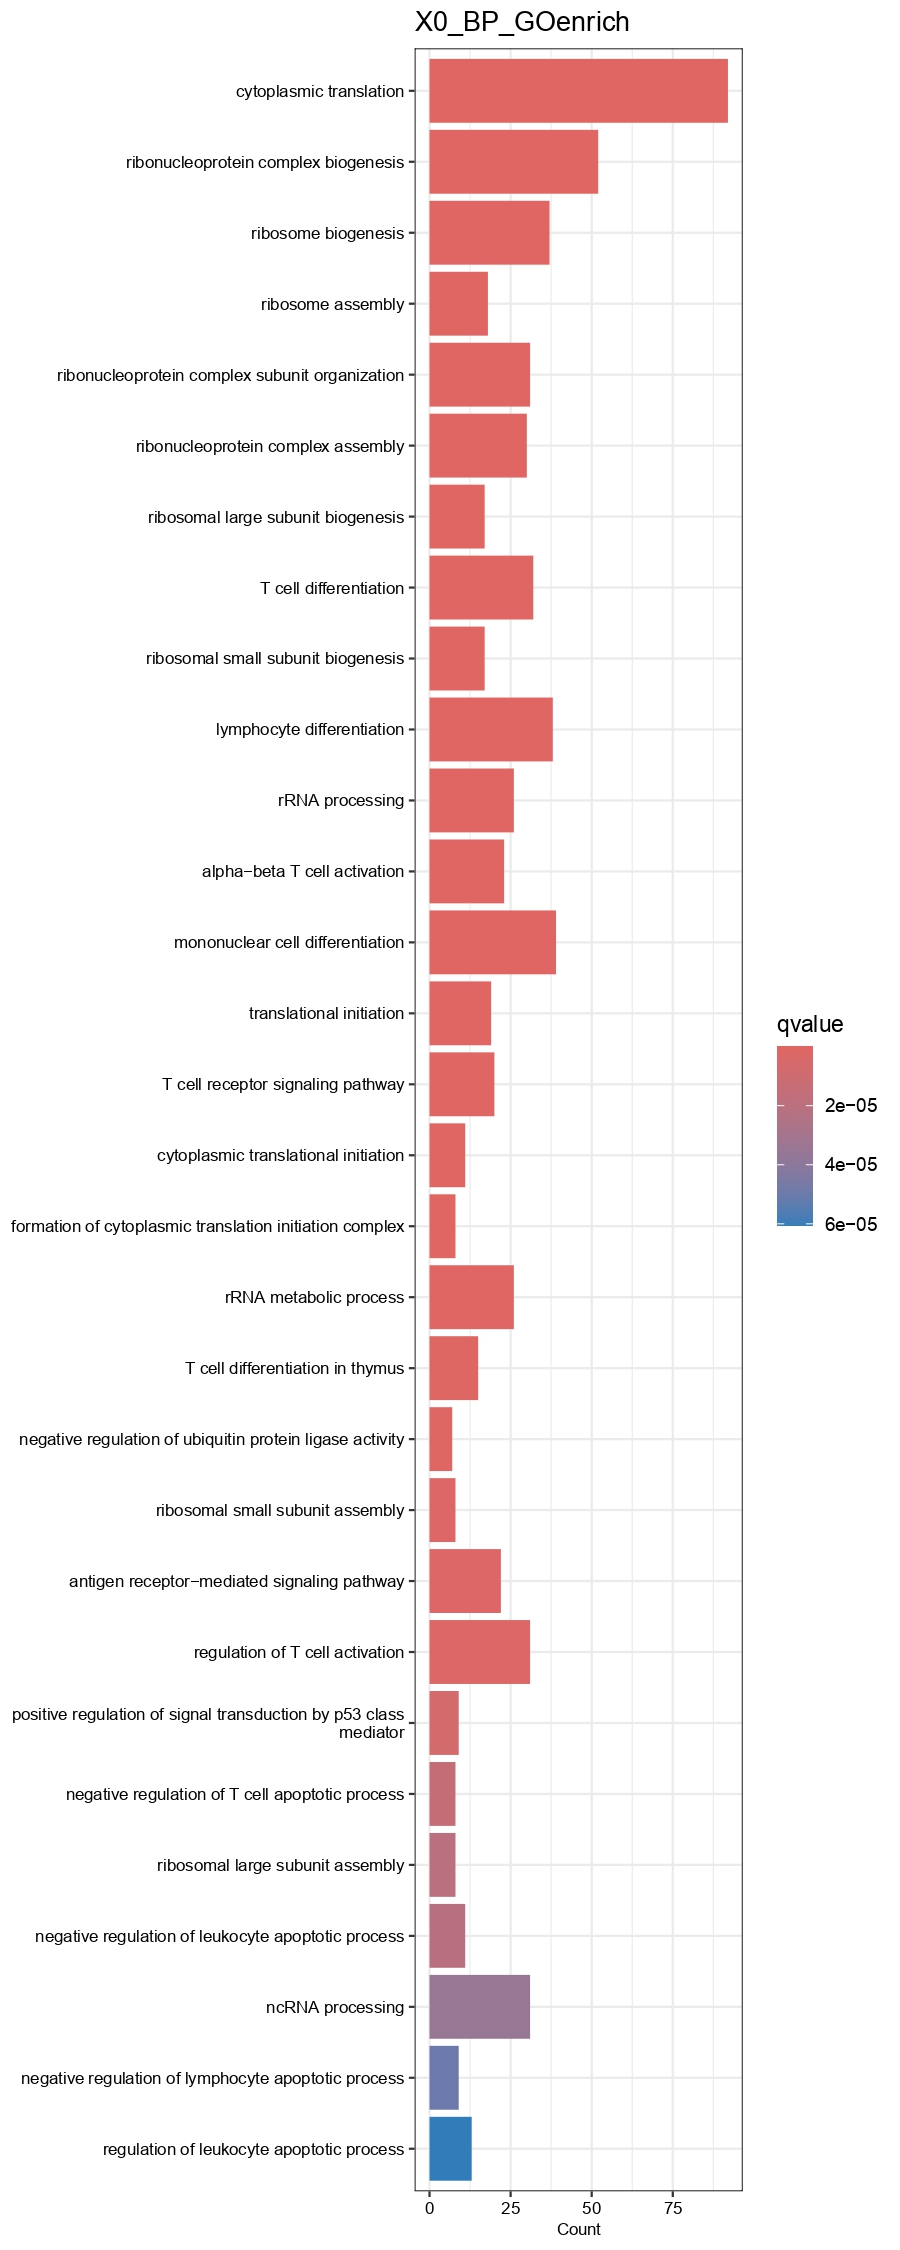 X0_BP_GOenrich
cytoplasmic translation
ribonucleoprotein complex biogenesis
ribosome biogenesis
ribosome assembly
ribonucleoprotein complex subunit organization
ribonucleoprotein complex assembly
ribosomal large subunit biogenesis
T cell differentiation
ribosomal small subunit biogenesis
lymphocyte differentiation
rRNA processing
alpha−beta T cell activation
mononuclear cell differentiation
translational initiation
T cell receptor signaling pathway
cytoplasmic translational initiation
formation of cytoplasmic translation initiation complex
rRNA metabolic process
T cell differentiation in thymus
negative regulation of ubiquitin protein ligase activity
ribosomal small subunit assembly
antigen receptor−mediated signaling pathway
regulation of T cell activation
positive regulation of signal transduction by p53 class
mediator
negative regulation of T cell apoptotic process
ribosomal large subunit assembly
negative regulation of leukocyte apoptotic process
ncRNA processing
negative regulation of lymphocyte apoptotic process
regulation of leukocyte apoptotic process
0 25 50 75
Count
qvalue
2e−05
4e−05
6e−05